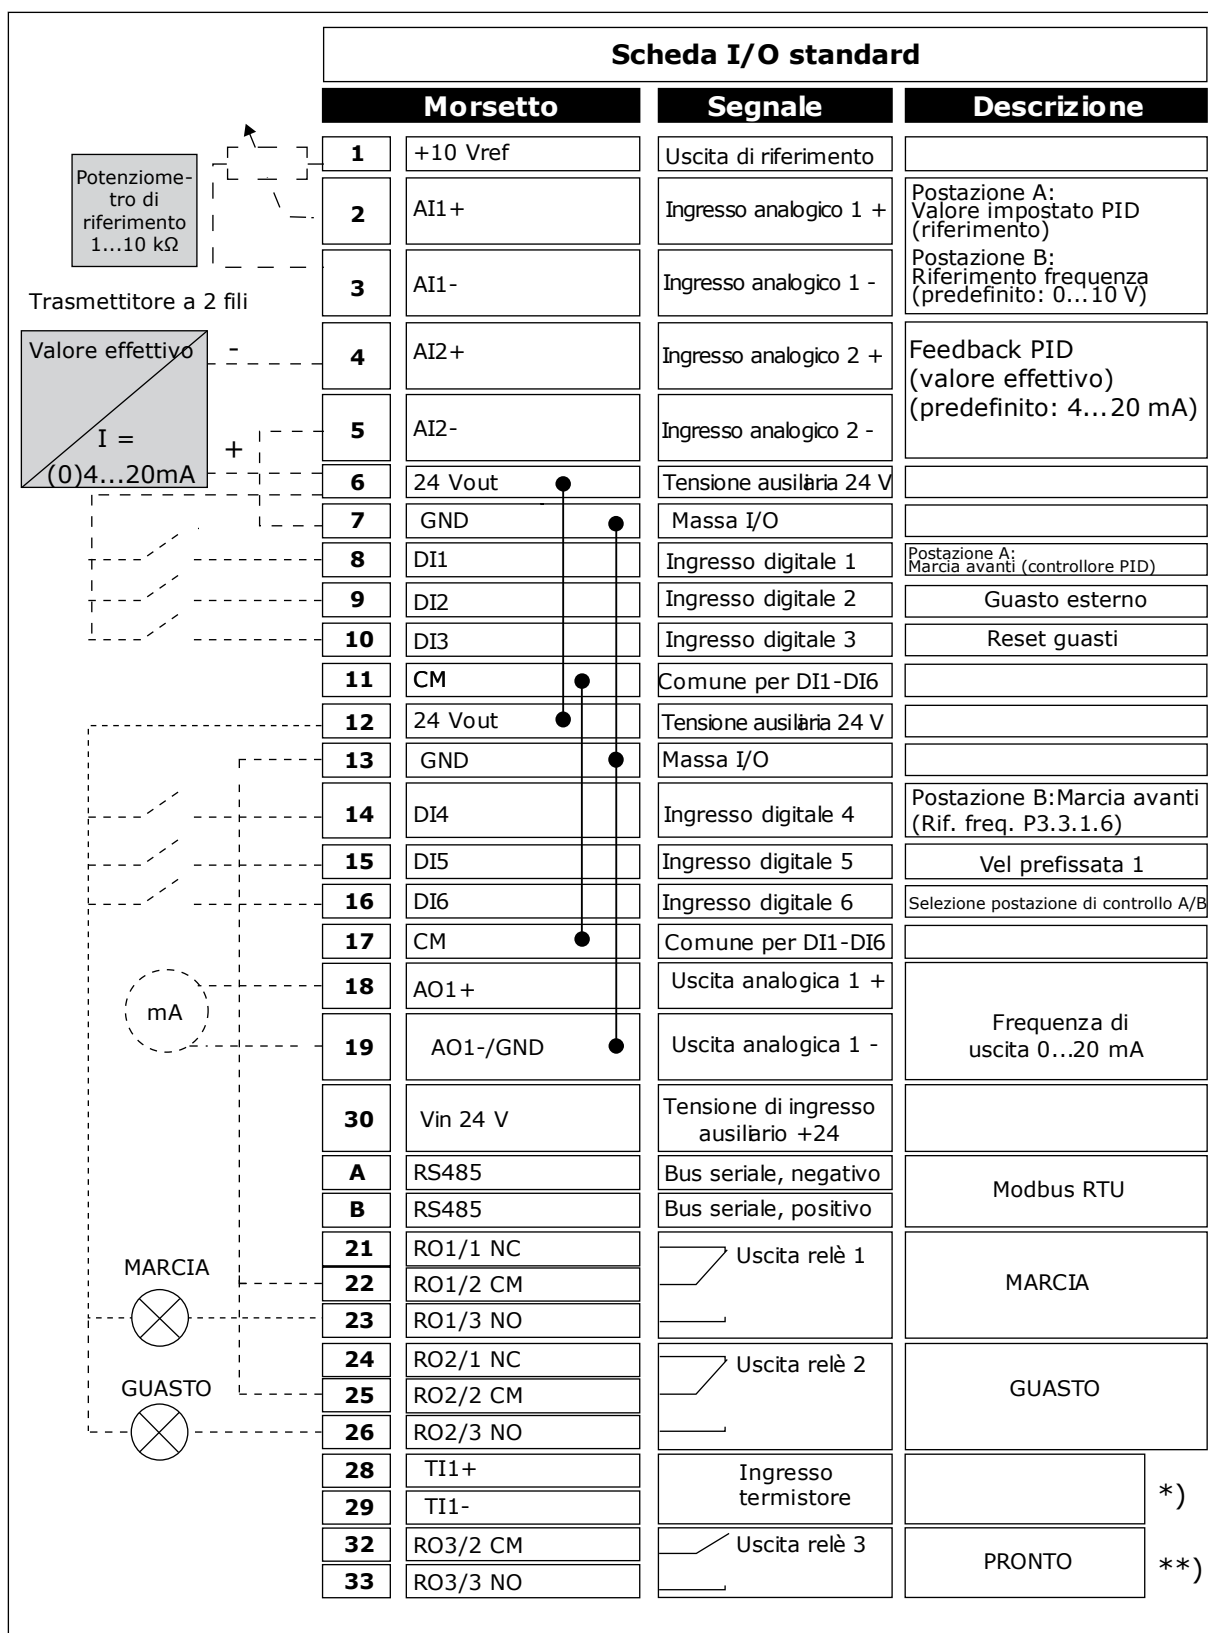 Scheda I/O standard
Morsetto Segnale Descrizione
Potenziome-
tro di
riferimento
1...10 kΩ
1 +10 Vref Uscita di riferimento
2 AI1+ Ingresso analogico 1 +
Postazione A:
Valore impostato PID
(riferimento)
Postazione B:
Riferimento frequenza
(predefinito: 0...10 V)
3 AI1- Ingresso analogico 1 -
Trasmettitore a 2 fili
Valore effettivo
I =
(0)4...20mA
-
+
4 AI2+ Ingresso analogico 2 +
Feedback PID
(valore effettivo)
(predefinito: 4...20 mA)
5 AI2- Ingresso analogico 2 -
6 24 Vout Tensione ausiliaria 24 V
7 GND Massa I/O
8 DI1 Ingresso digitale 1
Postazione A:
Marcia avanti (controllore PID)
9 DI2 Ingresso digitale 2 Guasto esterno
10 DI3 Ingresso digitale 3 Reset guasti
11 CM Comune per DI1-DI6
12 24 Vout Tensione ausiliaria 24 V
13 GND Massa I/O
14 DI4 Ingresso digitale 4
Postazione B:Marcia avanti
(Rif. freq. P3.3.1.6)
15 DI5 Ingresso digitale 5 Vel prefissata 1
16 DI6 Ingresso digitale 6 Selezione postazione di controllo A/B
17 CM Comune per DI1-DI6
mA
18 AO1+ Uscita analogica 1 +
Frequenza di
uscita 0...20 mA
19 AO1-/GND Uscita analogica 1 -
30 Vin 24 V
Tensione di ingresso
ausiliario +24
A RS485 Bus seriale, negativo
Modbus RTU
B RS485 Bus seriale, positivo
21 RO1/1 NC
Uscita relè 1
MARCIA
22 RO1/2 CM
MARCIA
23 RO1/3 NO
24 RO2/1 NC
Uscita relè 2
GUASTO
25 RO2/2 CM
GUASTO
26 RO2/3 NO
28 TI1+
Ingresso
termistore
*)
29 TI1-
32 RO3/2 CM
Uscita relè 3
PRONTO
**)
33 RO3/3 NO